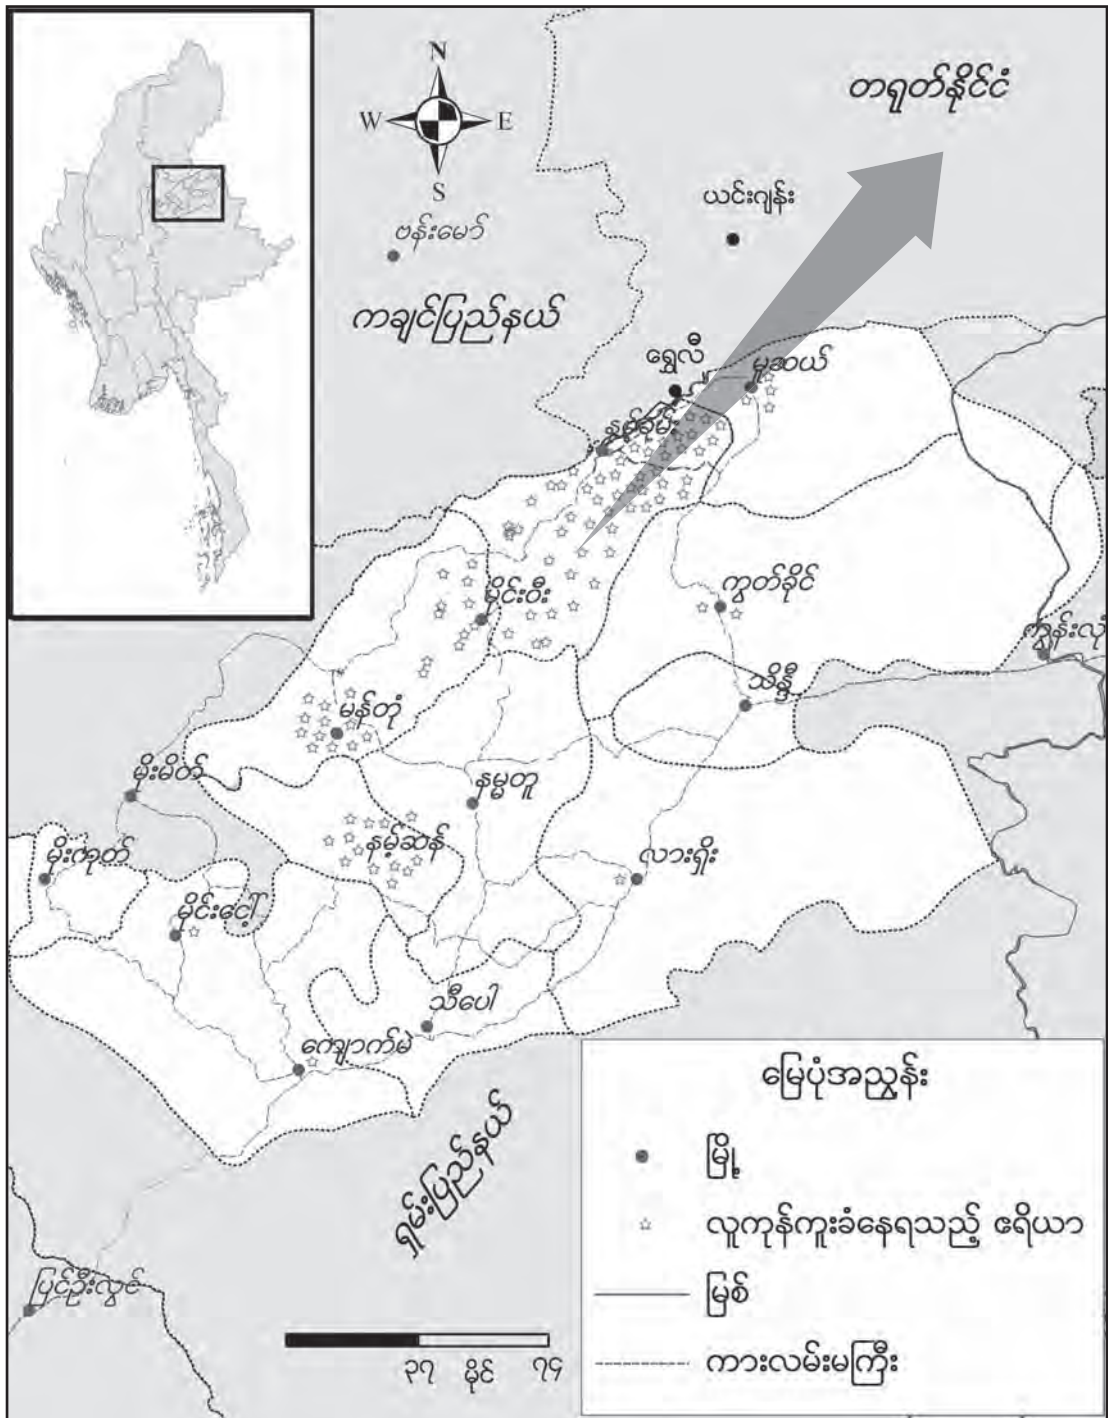 N
W E
S
တရုတ်နိုင်ငံ
ယင်းဂျန်း
ဗန်းမော်
ကချင်ပြည်နယ်
ရွှေလီ
မူဆယ်
နမ့်ခမ်း
ကွတ်ခိုင်
မိုင်းဝီး
ကျွန်းလုံ
သိန္နီ
မန်တုံ
မိုးမိတ်
နမ္မတူ
နမ့်ဆန်
လားရှိုး
မိုးကုတ်
မိုင်းငေါ့
သီပေါ
ကျောက်မဲ
ရှမ်းပြည်နယ်
ပြင်ဦးလွင်
မြေပုံအညွှန်း
မြို့
လူကုန်ကူးခံနေရသည့် ဧရိယာ
မြစ်
ကားလမ်းမကြီး
၃၇ မိုင် ၇၄